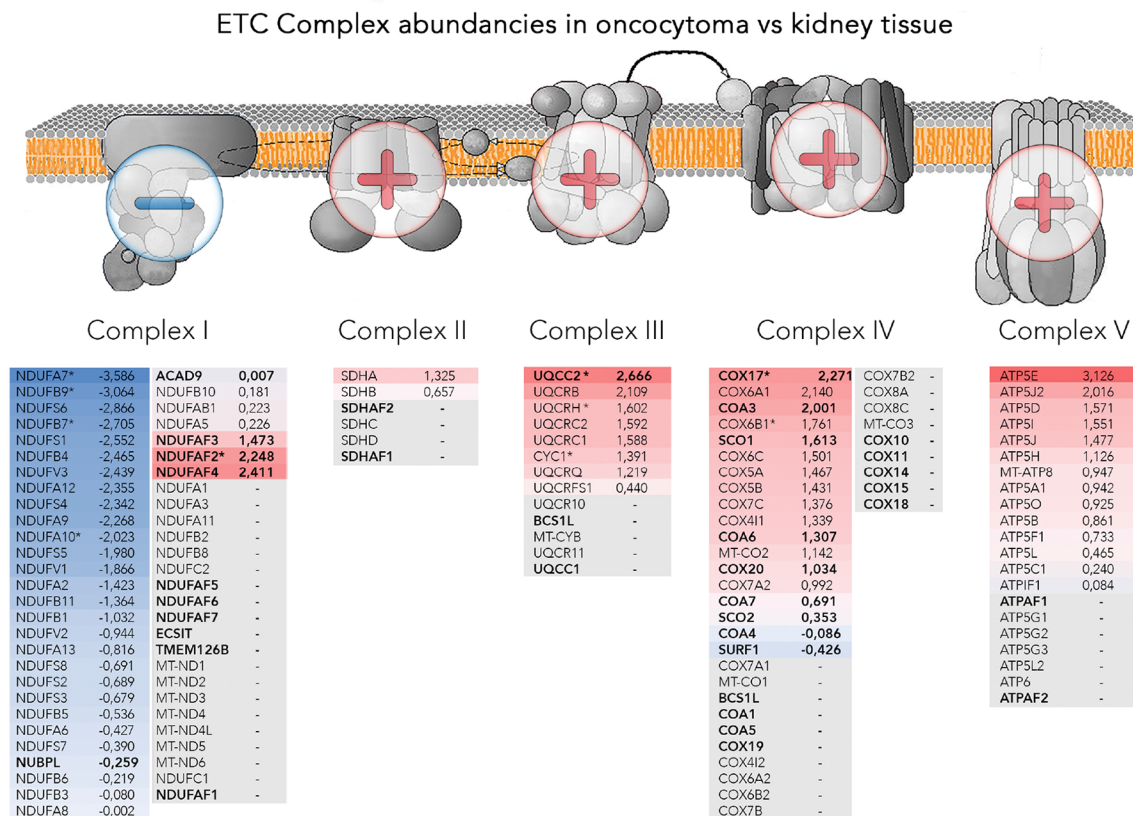 ETC Complex abundancies in oncocytoma vs kidney tissue
Complex I
NDUFA7* -3,586
NDUFB9* -3,064
NDUFS6 -2,866
NDUFB7* -2,705
NDUFS1 -2,552
NDUFB4 -2,465
NDUFV3 -2,439
NDUFA12 -2,355
NDUFS4 -2,342
NDUFA9 -2,268
NDUFA10* -2,023
NDUFS5 -1,980
NDUFV1 -1,866
NDUFA2 -1,423
NDUFB11 -1,364
NDUFB1 -1,032
NDUFV2 -0,944
NDUFA13 -0,816
NDUFS8 -0,691
NDUFS2 -0,689
NDUFS3 -0,679
NDUFB5 -0,536
NDUFA6 -0,427
NDUFS7 -0,390
NUBPL -0,259
NDUFB6 -0,219
NDUFB3 -0,080
NDUFA8 -0.002
ACAD9 0,007
NDUFB10 0,181
NDUFAB1 0,223
NDUFA5 0,226
NDUFAF3 1,473
NDUFAF2* 2,248
NDUFAF4 2,411
NDUFA1 -
NDUFA3 -
NDUFA11 -
NDUFB2 -
NDUFB8 -
NDUFC2 -
NDUFAF5 -
NDUFAF6 -
NDUFAF7 -
ECSIT -
TMEM126B -
MT-ND1 -
MT-ND2 -
MT-ND3 -
MT-ND4 -
MT-ND4L -
MT-ND5 -
MT-ND6 -
NDUFC1 -
NDUFAF1 -
Complex II
SDHA 1,325
SDHB 0,657
SDHAF2 -
SDHC -
SDHD -
SDHAF1 -
Complex III
UQCC2* 2,666
UQCRB 2,109
UQCRH* 1,602
UQCRC2 1,592
UQCRC1 1,588
CYC1* 1,391
UQCRQ 1,219
UQCRFS1 0,440
UQCR10 -
BCS1L -
MT-CYB -
UQCR11 -
UQCC1 -
Complex IV
COX17* 2,271
COX6A1 2,140
COA3 2,001
COX6B1* 1,761
SCO1 1,613
COX6C 1,501
COX5A 1,467
COX5B 1,431
COX7C 1,376
COX4I1 1,339
COA6 1,307
MT-CO2 1,142
COX20 1,034
COX7A2 0,992
COA7 0,691
SCO2 0,353
COA4 -0,086
SURF1 -0,426
COX7A1 -
MT-CO1 -
BCS1L -
COA1 -
COA5 -
COX19 -
COX4I2 -
COX6A2 -
COX6B2 -
COX7B -
COX7B2 -
COX8A -
COX8C -
MT-CO3 -
COX10 -
COX11 -
COX14 -
COX15 -
COX18 -
Complex V
ATP5E 3,126
ATP5J2 2,016
ATP5D 1,571
ATP5I 1,551
ATP5J 1,477
ATP5H 1,126
MT-ATP8 0,947
ATP5A1 0,942
ATP5O 0,925
ATP5B 0,861
ATP5F1 0,733
ATP5L 0,465
ATP5C1 0,240
ATPIF1 0,084
ATPAF1 -
ATP5G1 -
ATP5G2 -
ATP5G3 -
ATP5L2 -
ATP6 -
ATPAF2 -